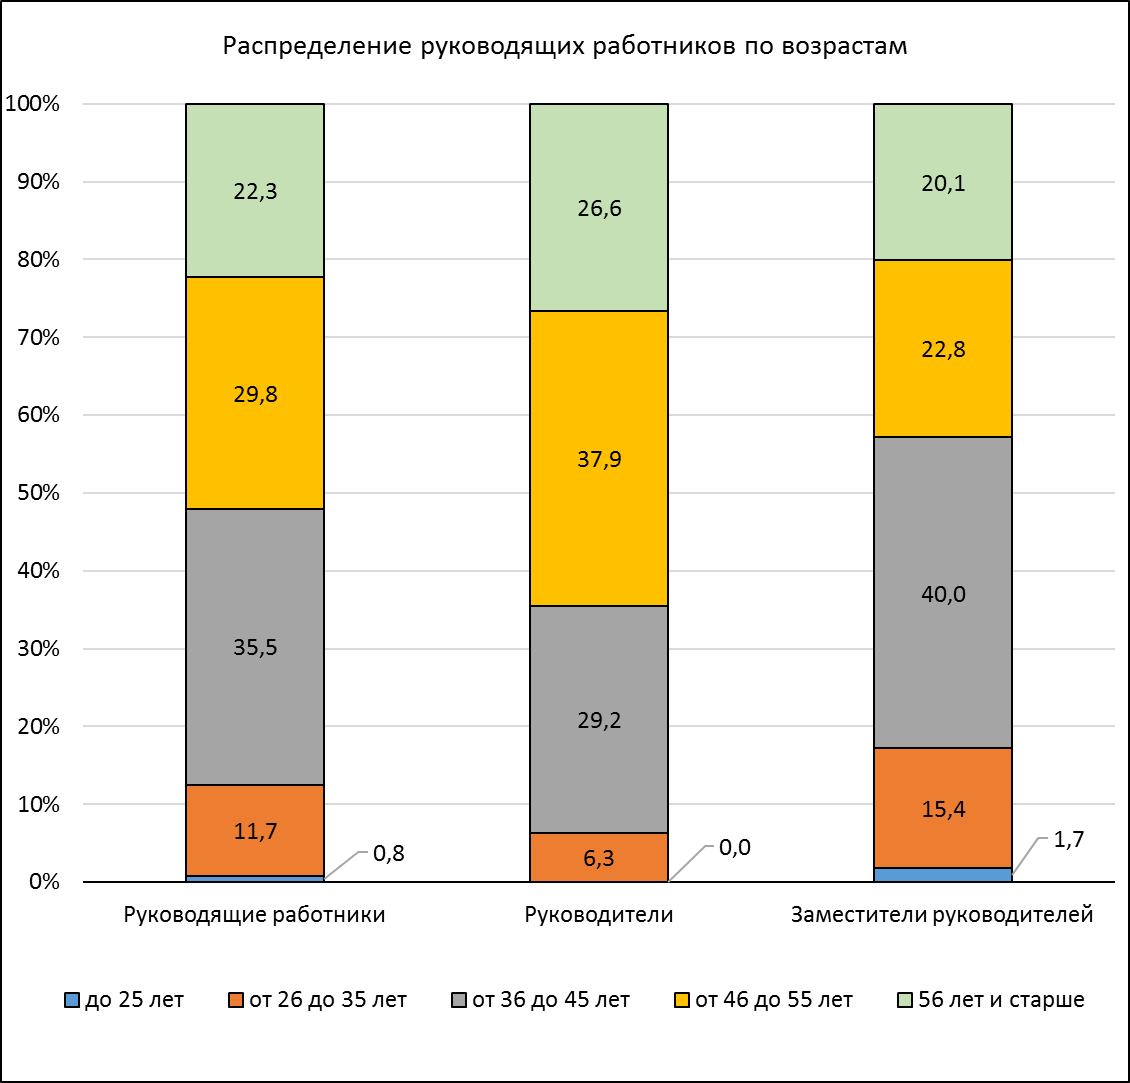 Распределение руководящих работников по возрастам
100%
90%
80%
70%
60%
50%
40%
30%
20%
10%
0%
22,3
29,8
35,5
11,7
0,8
26,6
37,9
29,2
6,3
0,0
20,1
22,8
40,0
15,4
1,7
Руководящие работники
Руководители
Заместители руководителей
до 25 лет
от 26 до 35 лет
от 36 до 45 лет
от 46 до 55 лет
56 лет и старше